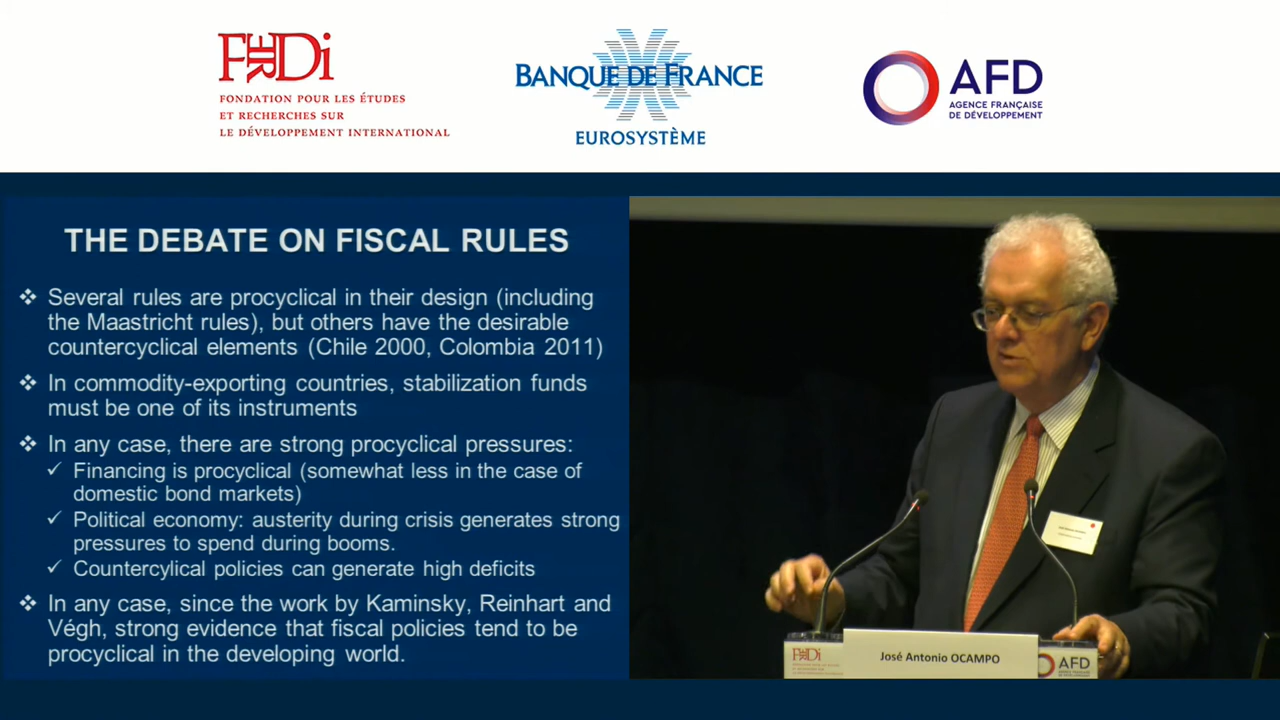 FERDi
FONDATION POUR LES ÉTUDES
ET RECHERCHES SUR
LE DÉVELOPPEMENT INTERNATIONAL
BANQUE DE FRANCE
EUROSYSTÈME
AFD
AGENCE FRANÇAISE
DE DÉVELOPPEMENT
THE DEBATE ON FISCAL RULES
❖ Several rules are procyclical in their design (including
the Maastricht rules), but others have the desirable
countercyclical elements (Chile 2000, Colombia 2011)
❖ In commodity-exporting countries, stabilization funds
must be one of its instruments
❖ In any case, there are strong procyclical pressures:
✓ Financing is procyclical (somewhat less in the case of
domestic bond markets)
✓ Political economy: austerity during crisis generates strong
pressures to spend during booms.
✓ Countercylical policies can generate high deficits
❖ In any case, since the work by Kaminsky, Reinhart and
Végh, strong evidence that fiscal policies tend to be
procyclical in the developing world.
FERDi
José Antonio OCAMPO
AFD